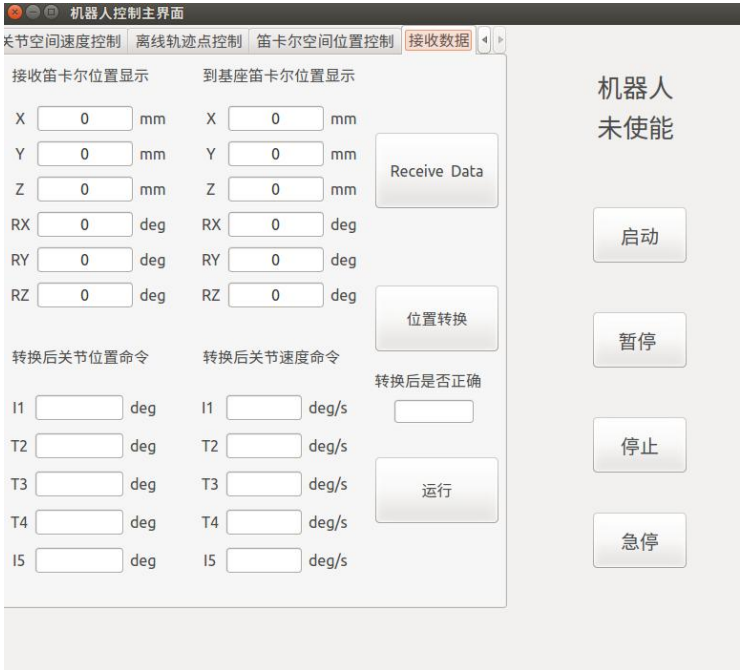 机器人控制主界面
关节空间速度控制 离线轨迹点控制 笛卡尔空间位置控制 接收数据
接收笛卡尔位置显示 到基座笛卡尔位置显示
X 0 mm X 0 mm
Y 0 mm Y 0 mm
Z 0 mm Z 0 mm
RX 0 deg RX 0 deg
RY 0 deg RY 0 deg
RZ 0 deg RZ 0 deg
Receive Data
位置转换
转换后关节位置命令 转换后关节速度命令
转换后是否正确
I1 deg I1 deg/s
T2 deg T2 deg/s
T3 deg T3 deg/s
T4 deg T4 deg/s
I5 deg I5 deg/s
运行
机器人
未使能
启动
暂停
停止
急停